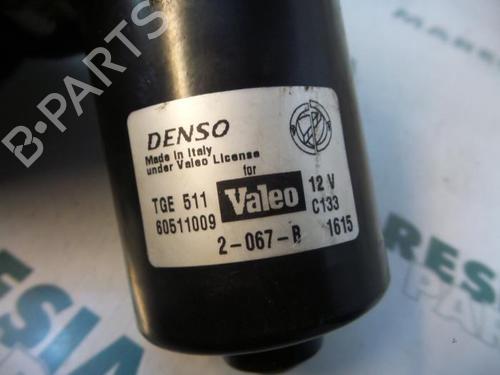 B-PARTS
DENSO
Made in Italy
under Valeo License
for
TGE 511 Valeo 12 V
60511009 C133
2-067-B 1615